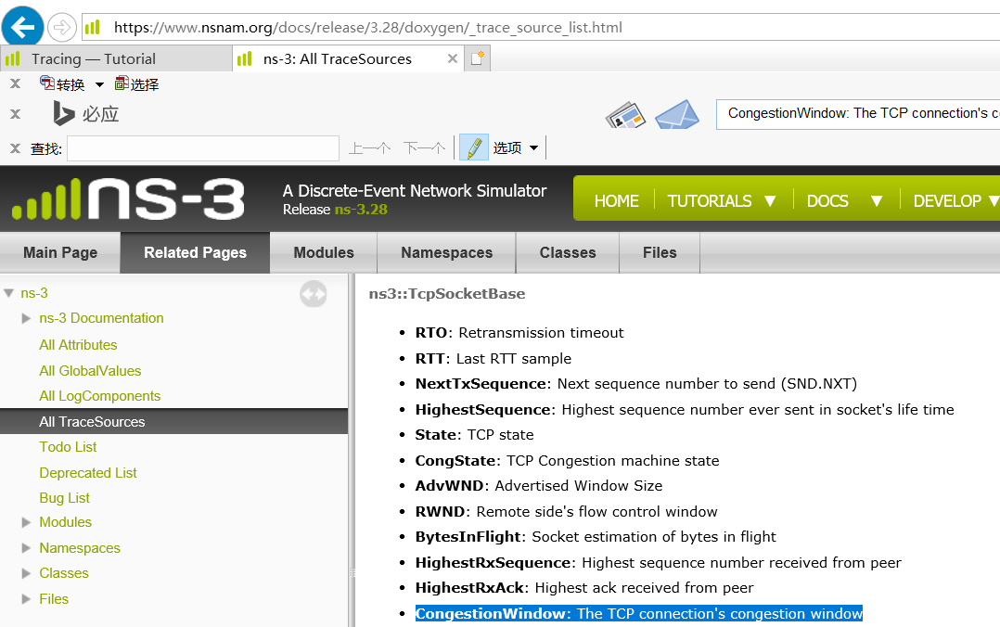 https://www.nsnam.org/docs/release/3.28/doxygen/_trace_source_list.html
Tracing — Tutorial
ns-3: All TraceSources
转换
选择
必应
CongestionWindow: The TCP connection's c
查找:
上一个
下一个
选项
ns-3
A Discrete-Event Network Simulator
Release ns-3.28
HOME
TUTORIALS
DOCS
DEVELOP
Main Page
Related Pages
Modules
Namespaces
Classes
Files
ns-3
ns-3 Documentation
All Attributes
All GlobalValues
All LogComponents
All TraceSources
Todo List
Deprecated List
Bug List
Modules
Namespaces
Classes
Files
ns3::TcpSocketBase
RTO: Retransmission timeout
RTT: Last RTT sample
NextTxSequence: Next sequence number to send (SND.NXT)
HighestSequence: Highest sequence number ever sent in socket's life time
State: TCP state
CongState: TCP Congestion machine state
AdvWND: Advertised Window Size
RWND: Remote side's flow control window
BytesInFlight: Socket estimation of bytes in flight
HighestRxSequence: Highest sequence number received from peer
HighestRxAck: Highest ack received from peer
CongestionWindow: The TCP connection's congestion window